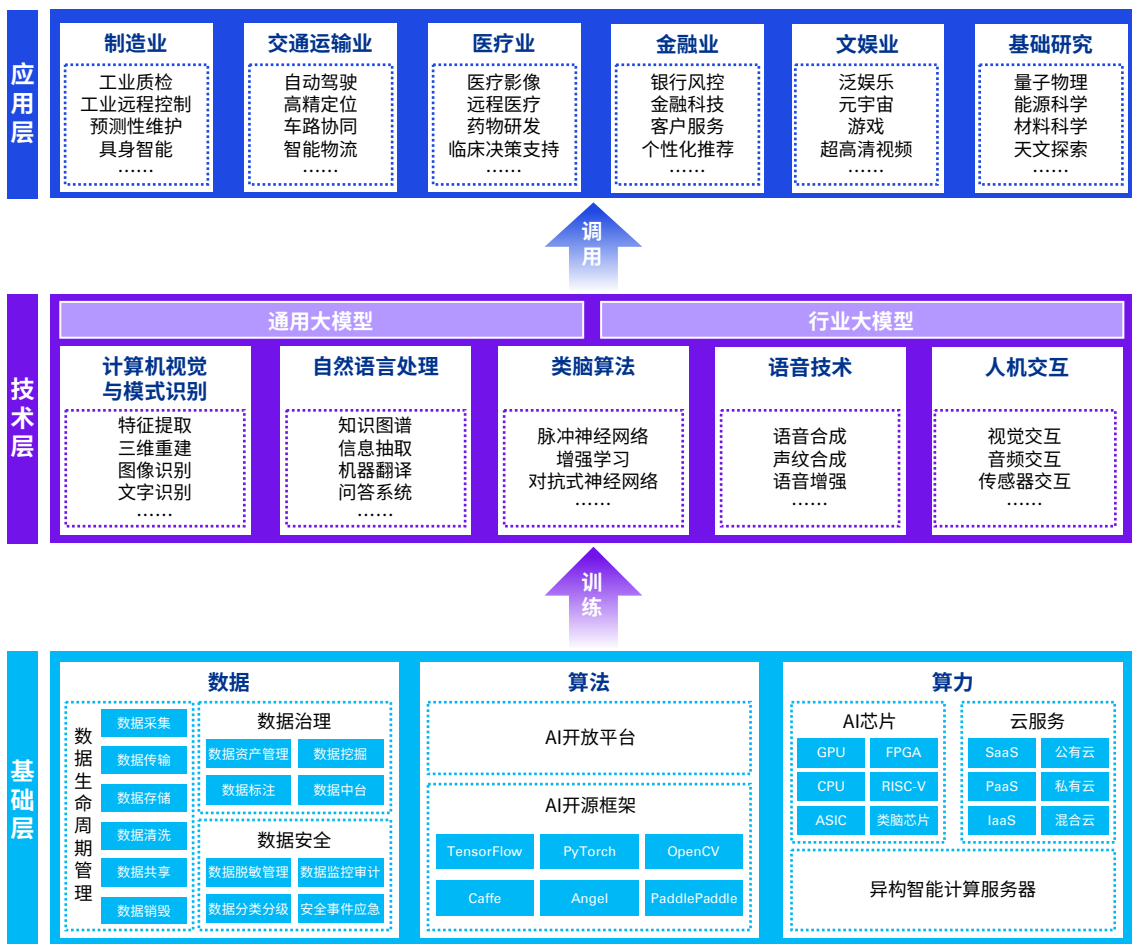 应用层
制造业
工业质检
工业远程控制
预测性维护
具身智能
……
交通运输业
自动驾驶
高精定位
车路协同
智能物流
……
医疗业
医疗影像
远程医疗
药物研发
临床决策支持
……
金融业
银行风控
金融科技
客户服务
个性化推荐
……
文娱业
泛娱乐
元宇宙
游戏
超高清视频
……
基础研究
量子物理
能源科学
材料科学
天文探索
……
调用
技术层
通用大模型
行业大模型
计算机视觉
与模式识别
特征提取
三维重建
图像识别
文字识别
……
自然语言处理
知识图谱
信息抽取
机器翻译
问答系统
……
类脑算法
脉冲神经网络
增强学习
对抗式神经网络
……
语音技术
语音合成
声纹合成
语音增强
……
人机交互
视觉交互
音频交互
传感器交互
……
训练
基础层
数据
数据生命周期管理
数据采集
数据传输
数据存储
数据清洗
数据共享
数据销毁
数据治理
数据资产管理
数据挖掘
数据标注
数据中台
数据安全
数据脱敏管理
数据监控审计
数据分类分级
安全事件应急
算法
AI开放平台
AI开源框架
TensorFlow
PyTorch
OpenCV
Caffe
Angel
PaddlePaddle
算力
AI芯片
GPU
FPGA
CPU
RISC-V
ASIC
类脑芯片
云服务
SaaS
公有云
PaaS
私有云
IaaS
混合云
异构智能计算服务器